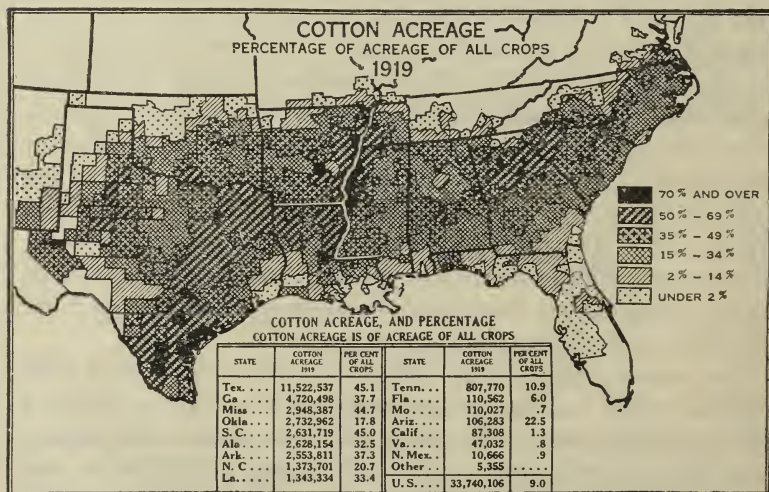 COTTON ACREAGE
PERCENTAGE OF ACREAGE OF ALL CROPS
1919
70% AND OVER
50% - 69%
35% - 49%
15% - 34%
2% - 14%
UNDER 2%
COTTON ACREAGE, AND PERCENTAGE
COTTON ACREAGE IS OF ACREAGE OF ALL CROPS
STATE COTTON ACREAGE 1919 PER CENT OF ALL CROPS STATE COTTON ACREAGE 1919 PER CENT OF ALL CROPS
Tex.... 11,522,537 45.1 Tenn... 807,770 10.9
Ga .... 4,720,498 37.7 Fla .... 110,562 6.0
Miss ... 2,948,387 44.7 Mo .... 110,027 .7
Okla ... 2,732,962 17.8 Ariz.... 106,283 22.5
S. C.... 2,631,719 45.0 Calif ... 87,308 1.3
Ala .... 2,628,154 32.5 Va..... 47,032 .8
Ark.... 2,553,811 37.3 N. Mex.. 10,666 .9
N. C ... 1,373,701 20.7 Other .. 5,355 .....
La..... 1,343,334 33.4 U.S.... 33,740,106 9.0